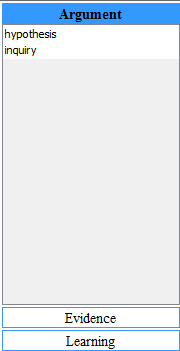 Argument
hypothesis
inquiry
Evidence
Learning